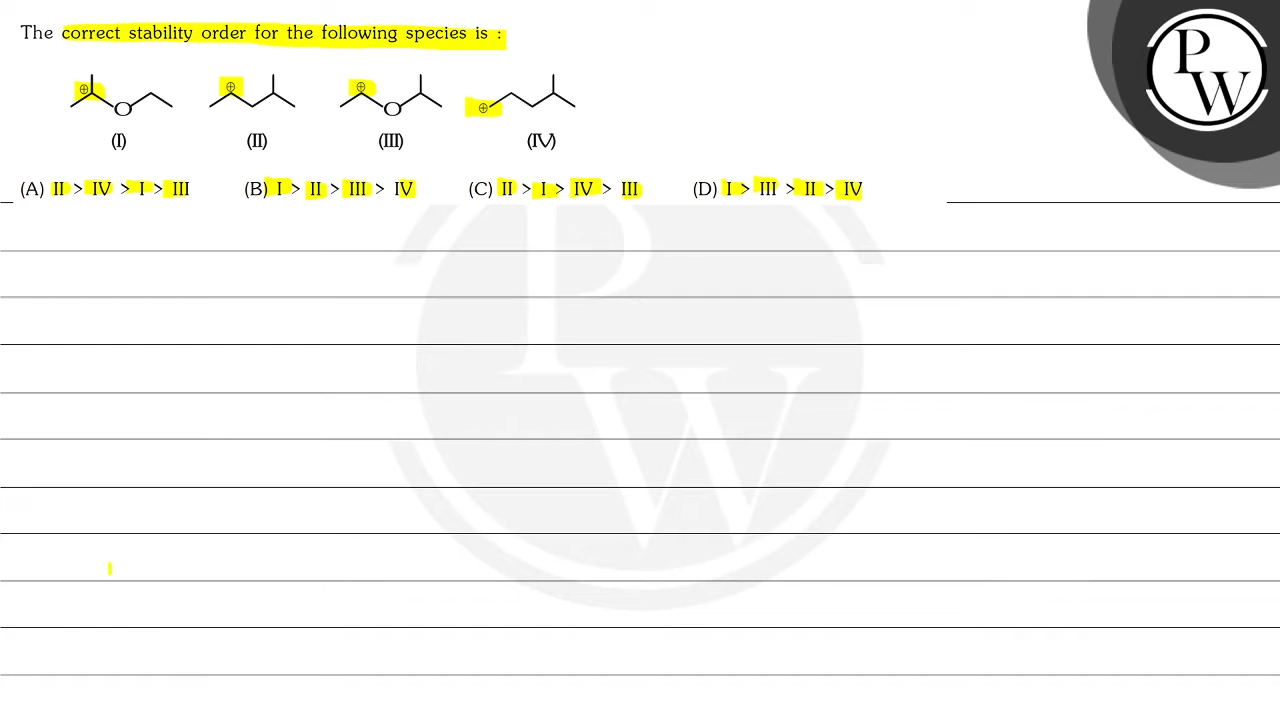 The correct stability order for the following species is :
⊕ O ⊕ ⊕ O ⊕
(I) (II) (III) (IV)
(A) II > IV > I > III (B) I > II > III > IV (C) II > I > IV > III (D) I > III > II > IV
P
W
P
W